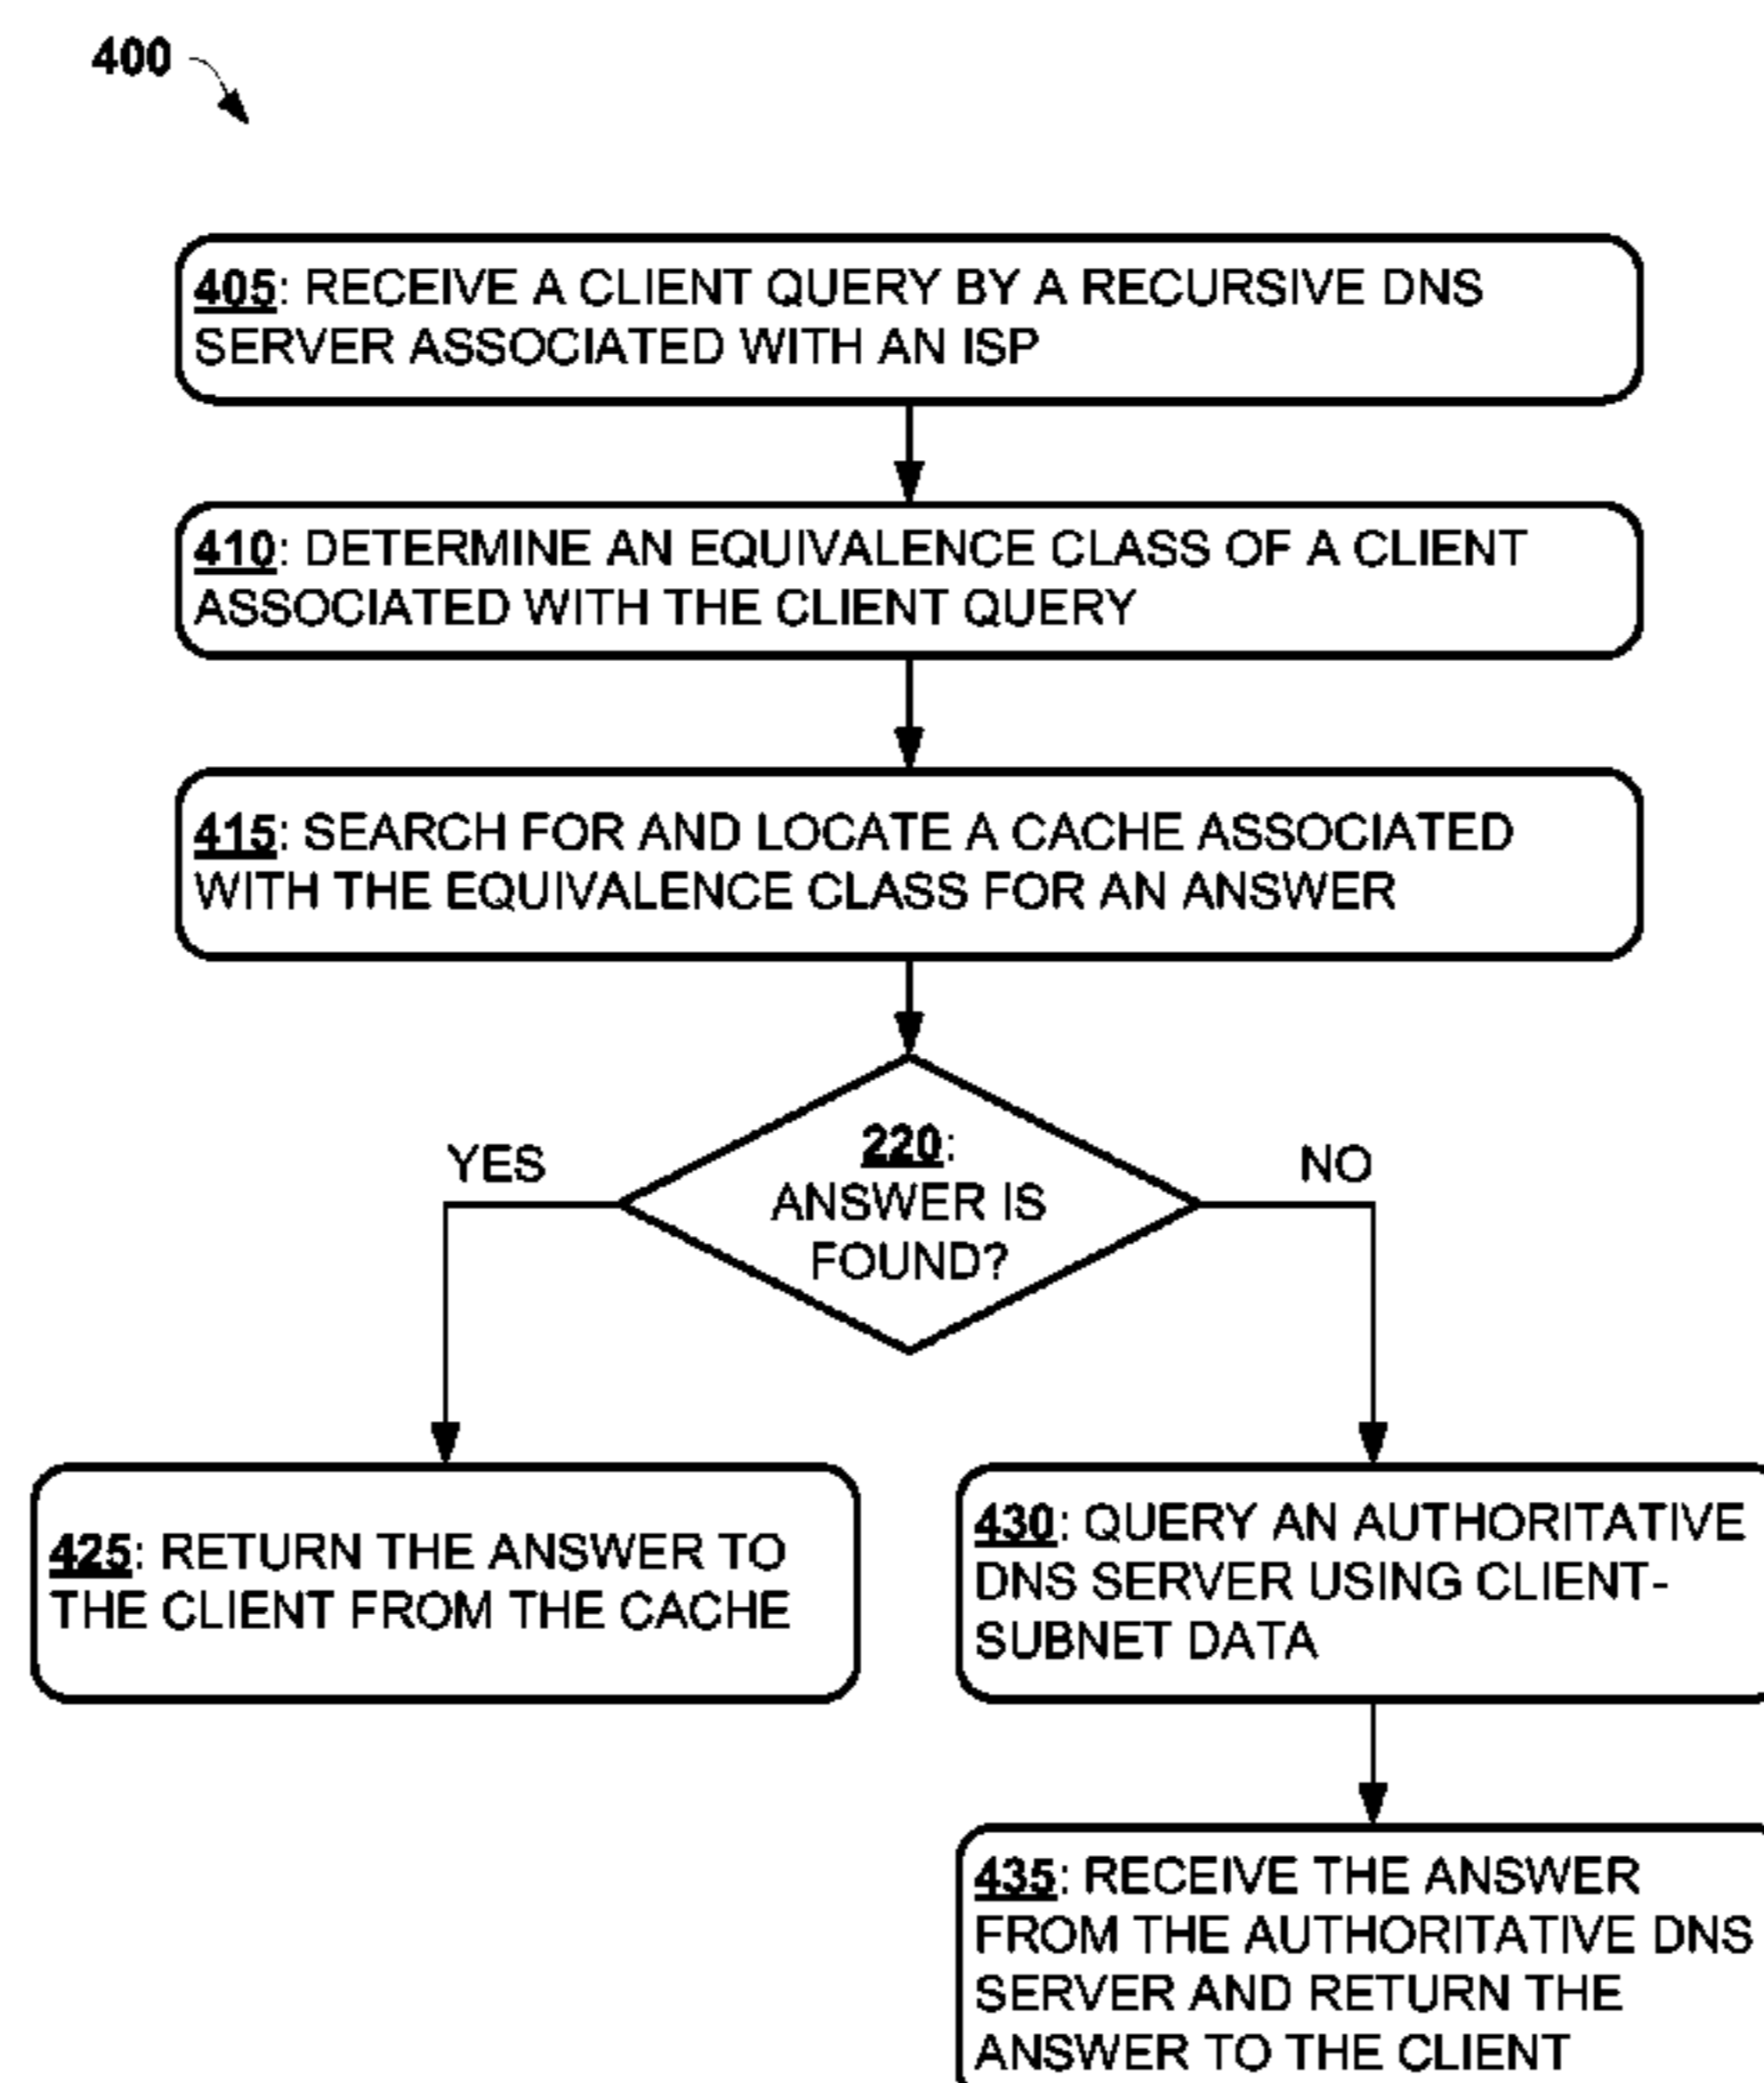 400
405: RECEIVE A CLIENT QUERY BY A RECURSIVE DNS
SERVER ASSOCIATED WITH AN ISP
410: DETERMINE AN EQUIVALENCE CLASS OF A CLIENT
ASSOCIATED WITH THE CLIENT QUERY
415: SEARCH FOR AND LOCATE A CACHE ASSOCIATED
WITH THE EQUIVALENCE CLASS FOR AN ANSWER
220:
ANSWER IS
FOUND?
YES
NO
425: RETURN THE ANSWER TO
THE CLIENT FROM THE CACHE
430: QUERY AN AUTHORITATIVE
DNS SERVER USING CLIENT-
SUBNET DATA
435: RECEIVE THE ANSWER
FROM THE AUTHORITATIVE DNS
SERVER AND RETURN THE
ANSWER TO THE CLIENT